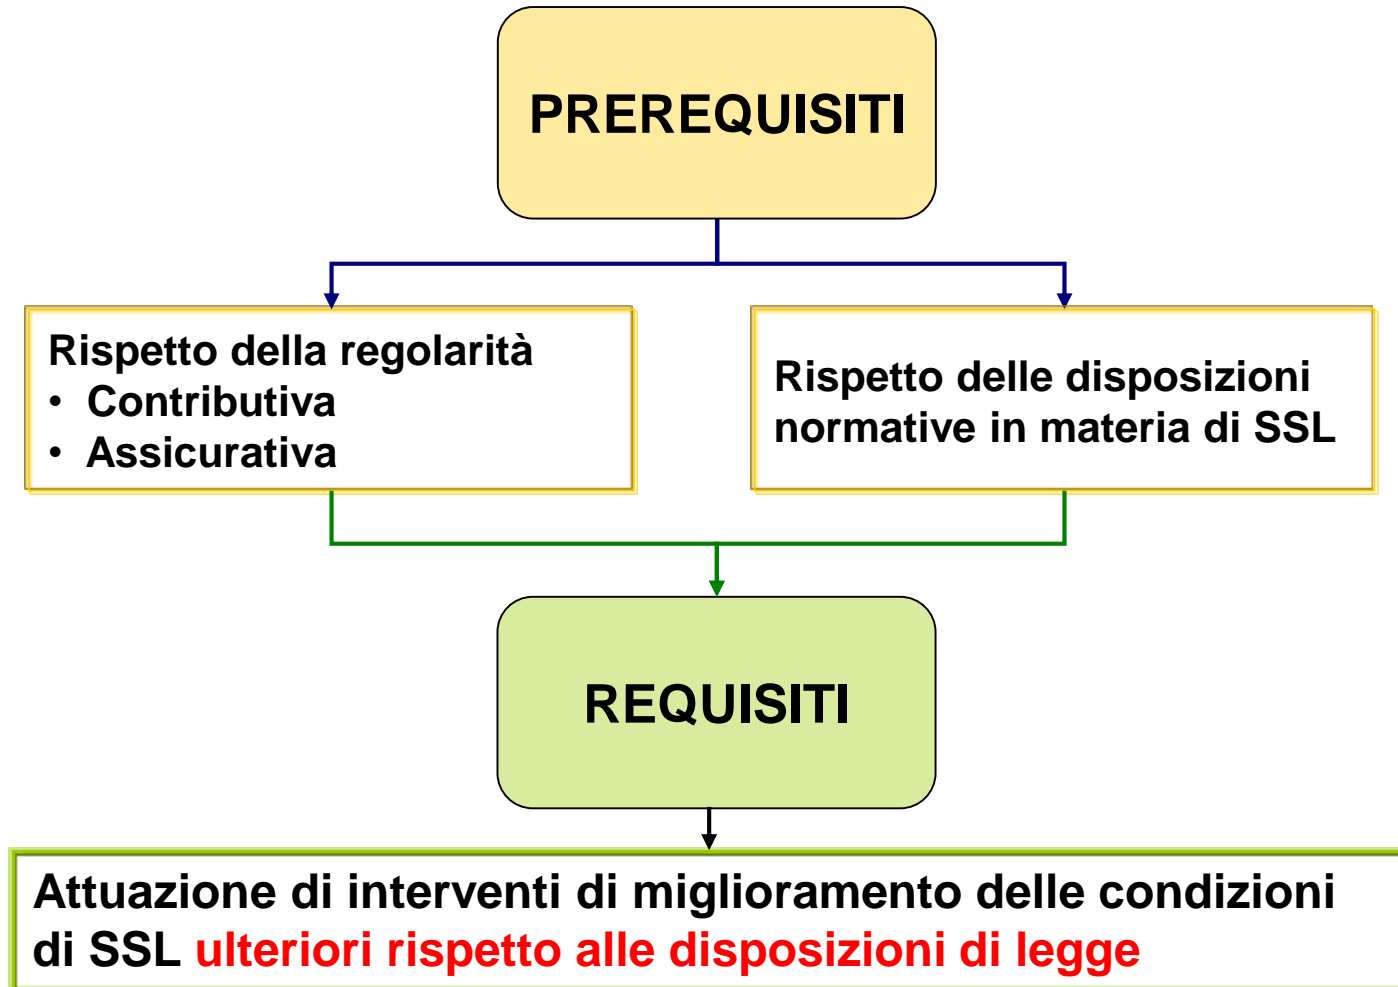 PREREQUISITI
Rispetto della regolarità
• Contributiva
• Assicurativa
Rispetto delle disposizioni
normative in materia di SSL
REQUISITI
Attuazione di interventi di miglioramento delle condizioni
di SSL ulteriori rispetto alle disposizioni di legge